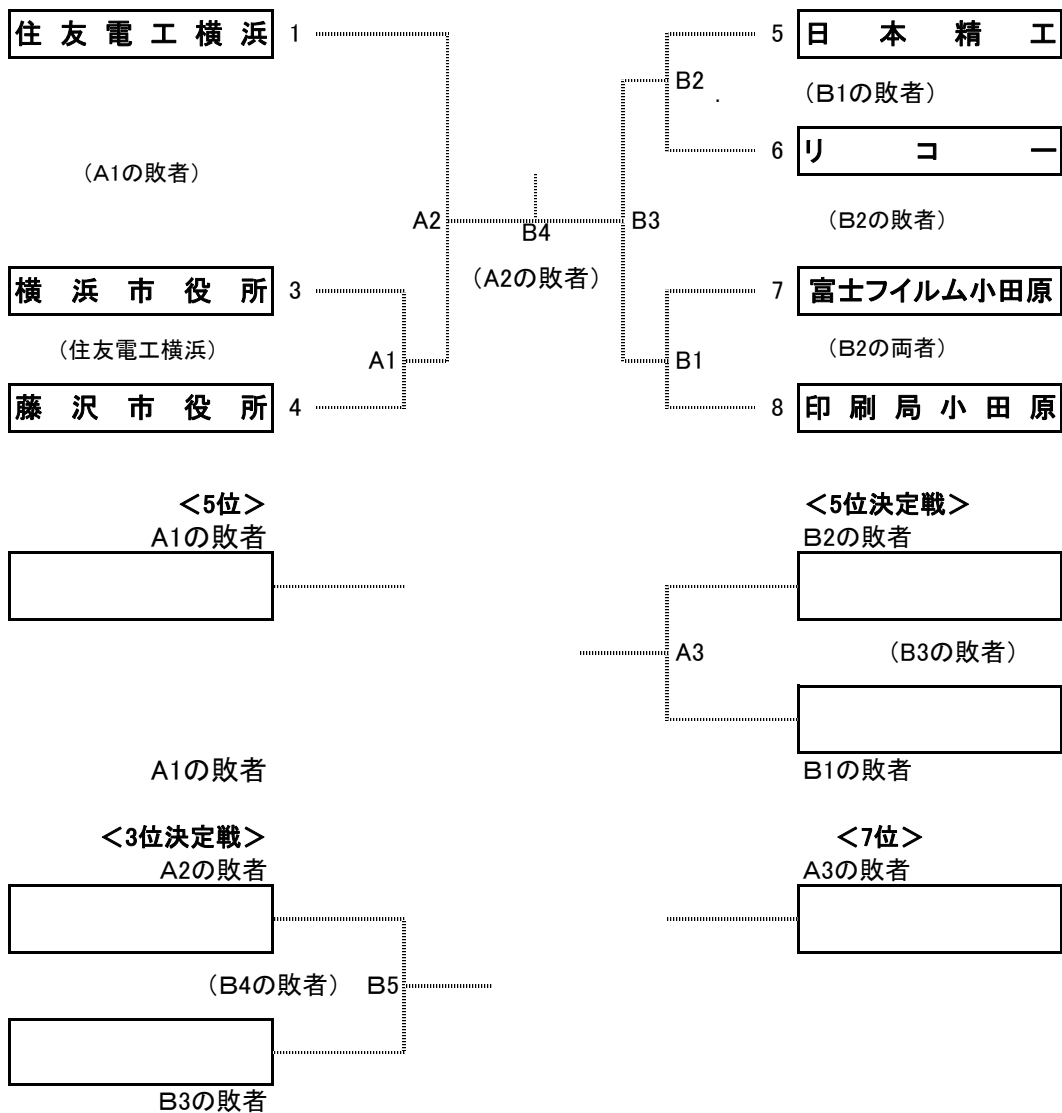 住友電工横浜 1
5 日本精工
B2 .
（B1の敗者）
6 リコー
（A1の敗者）
A2
B4
B3
（B2の敗者）
（A2の敗者）
横浜市役所 3
7 富士フイルム小田原
（住友電工横浜）
A1
B1
（B2の両者）
藤沢市役所 4
8 印刷局小田原
＜5位＞
A1の敗者
＜5位決定戦＞
B2の敗者
A3
（B3の敗者）
A1の敗者
B1の敗者
＜3位決定戦＞
A2の敗者
＜7位＞
A3の敗者
（B4の敗者） B5
B3の敗者